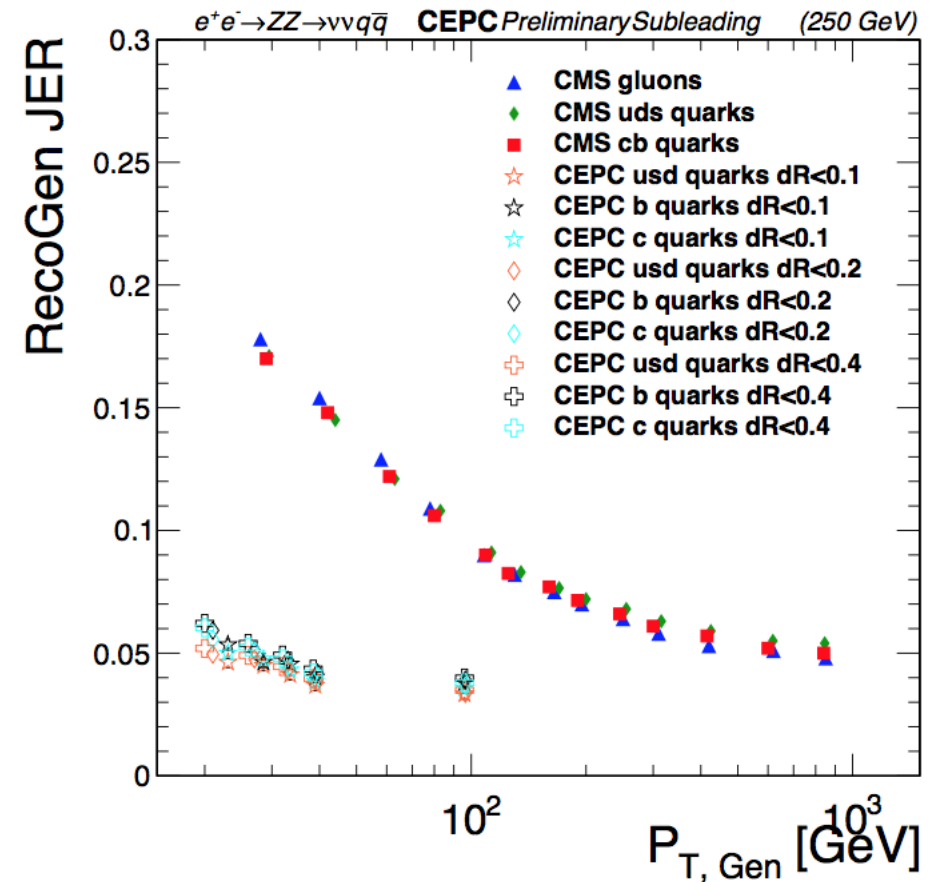 e⁺e⁻→ZZ→ννqq̅ CEPC Preliminary Subleading (250 GeV)
RecoGen JER
0.3
0.25
0.2
0.15
0.1
0.05
0
CMS gluons
CMS uds quarks
CMS cb quarks
CEPC usd quarks dR<0.1
CEPC b quarks dR<0.1
CEPC c quarks dR<0.1
CEPC usd quarks dR<0.2
CEPC b quarks dR<0.2
CEPC c quarks dR<0.2
CEPC usd quarks dR<0.4
CEPC b quarks dR<0.4
CEPC c quarks dR<0.4
10² 10³
P_T, Gen [GeV]